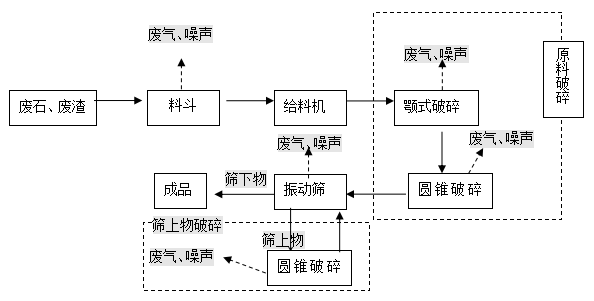 废气、噪声
废气、噪声
原料破碎
废石、废渣
料斗
给料机
颚式破碎
废气、噪声
废气、噪声
成品
筛下物
振动筛
圆锥破碎
筛上物破碎
筛上物
废气、噪声
圆锥破碎